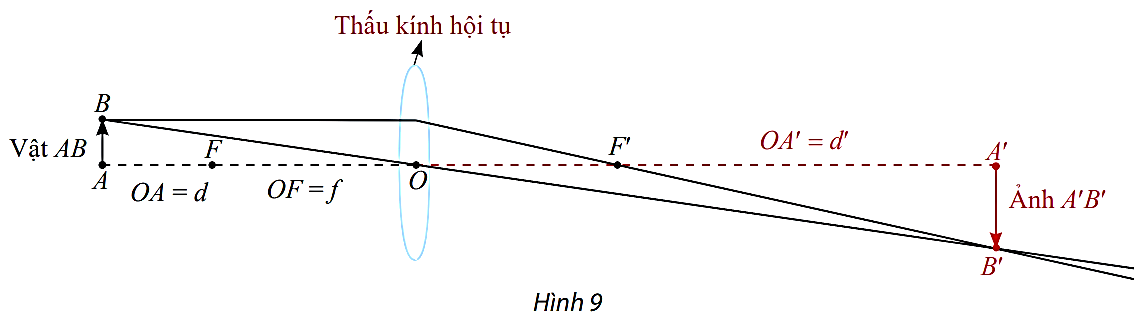 Thấu kính hội tụ
B
Vật AB
F
F'
OA' = d'
A'
A
OA = d
OF = f
O
Ảnh A'B'
B'
Hình 9